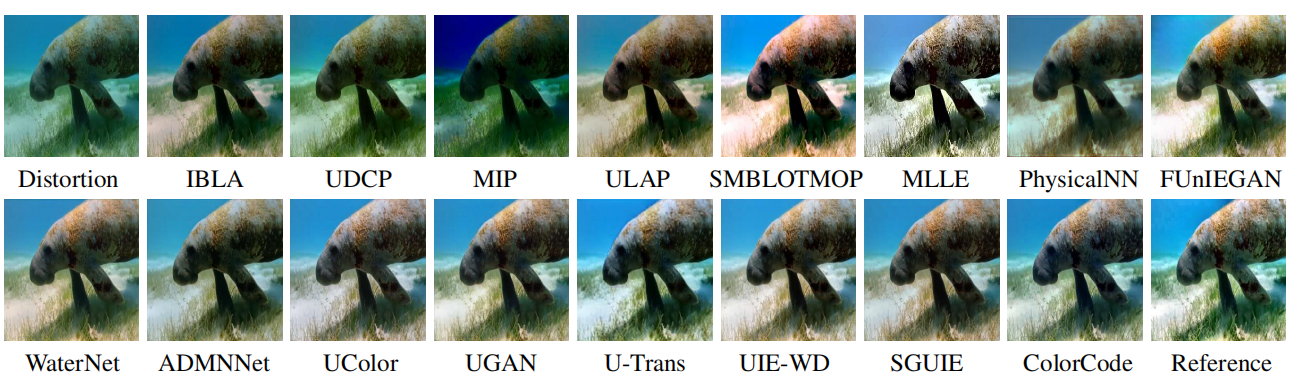 Distortion IBLA UDCP MIP ULAP SMBLOTMOP MLLE PhysicalNN FUnIEGAN
WaterNet ADMNNet UColor UGAN U-Trans UIE-WD SGUIE ColorCode Reference